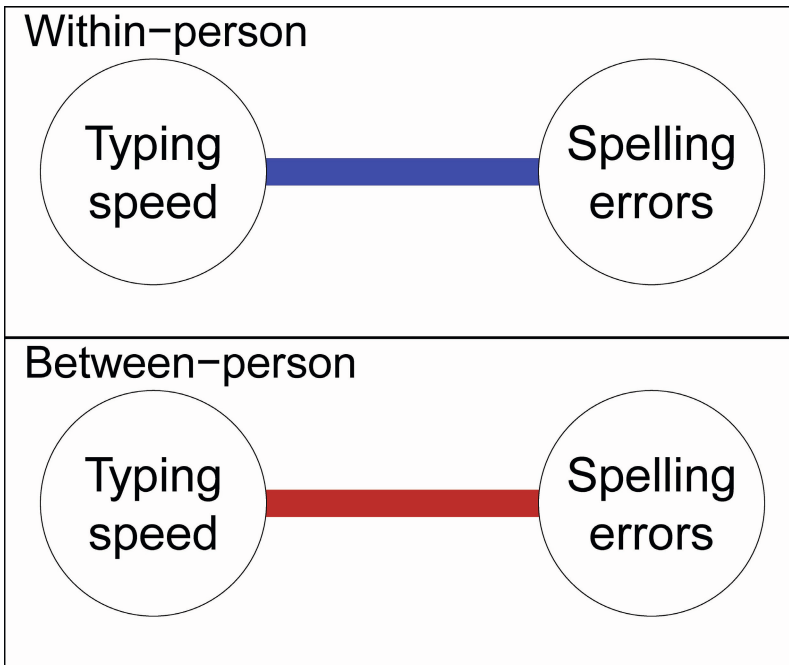 Within−person
Typing
speed
Spelling
errors
Between−person
Typing
speed
Spelling
errors